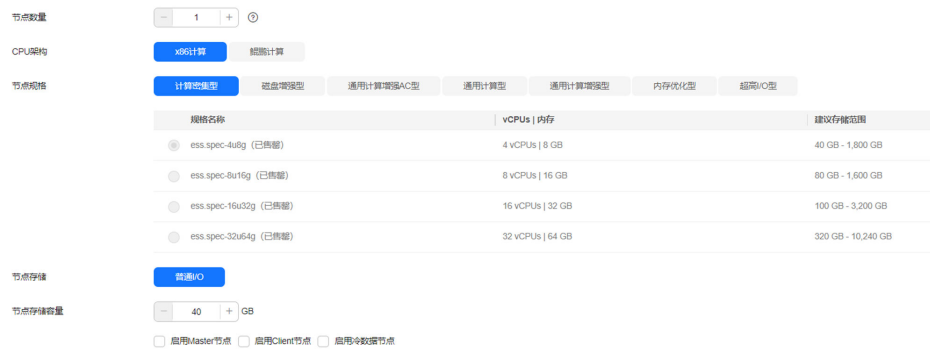 节点数量 1
CPU架构 x86计算 鲲鹏计算
节点规格 计算密集型 磁盘增强型 通用计算增强AC型 通用计算型 通用计算增强型 内存优化型 超高I/O型
规格名称 vCPUs | 内存 建议存储范围
ess.spec-4u8g（已售罄） 4 vCPUs | 8 GB 40 GB - 1,800 GB
ess.spec-8u16g（已售罄） 8 vCPUs | 16 GB 80 GB - 1,600 GB
ess.spec-16u32g（已售罄） 16 vCPUs | 32 GB 100 GB - 3,200 GB
ess.spec-32u64g（已售罄） 32 vCPUs | 64 GB 320 GB - 10,240 GB
节点存储 普通I/O
节点存储容量 40 GB
启用Master节点 启用Client节点 启用冷数据节点